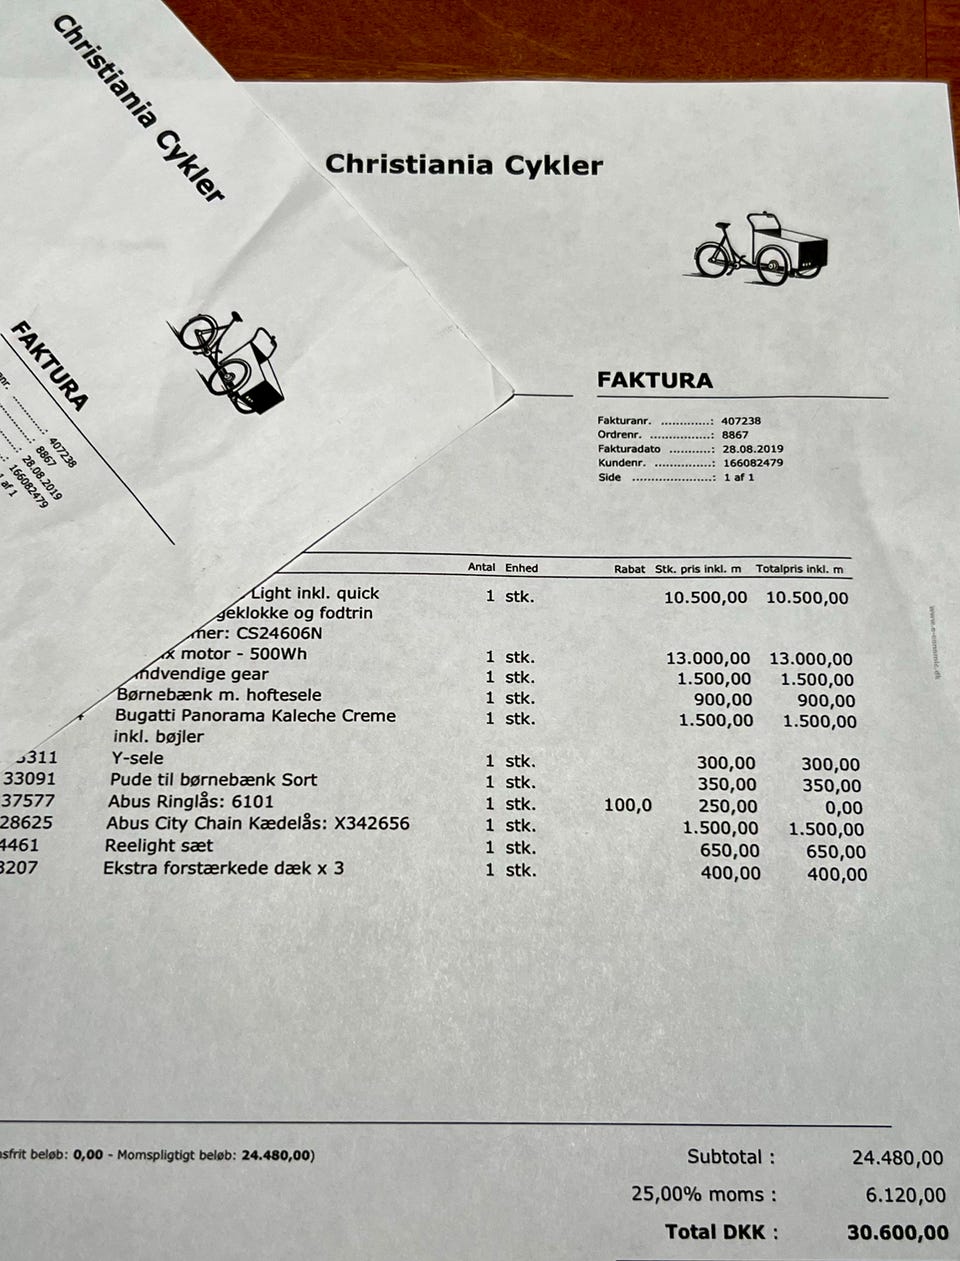 Christiania Cykler
FAKTURA
407238
8867
28.08.2019
166082479
1 af 1
Christiania Cykler
FAKTURA
Fakturanr. .............: 407238
Ordrenr. ................: 8867
Fakturadato ...........: 28.08.2019
Kundenr. ...............: 166082479
Side .....................: 1 af 1
Antal Enhed Rabat Stk. pris inkl. m Totalpris inkl. m
Light inkl. quick 1 stk. 10.500,00 10.500,00
geklokke og fodtrin
mer: CS24606N
x motor - 500Wh 1 stk. 13.000,00 13.000,00
ndvendige gear 1 stk. 1.500,00 1.500,00
Børnebænk m. hoftesele 1 stk. 900,00 900,00
Bugatti Panorama Kaleche Creme 1 stk. 1.500,00 1.500,00
inkl. bøjler
311 Y-sele 1 stk. 300,00 300,00
33091 Pude til børnebænk Sort 1 stk. 350,00 350,00
37577 Abus Ringlås: 6101 1 stk. 100,0 250,00 0,00
28625 Abus City Chain Kædelås: X342656 1 stk. 1.500,00 1.500,00
4461 Reelight sæt 1 stk. 650,00 650,00
3207 Ekstra forstærkede dæk x 3 1 stk. 400,00 400,00
www.e-conomic.dk
sfrit beløb: 0,00 - Momspligtigt beløb: 24.480,00)
Subtotal : 24.480,00
25,00% moms : 6.120,00
Total DKK : 30.600,00